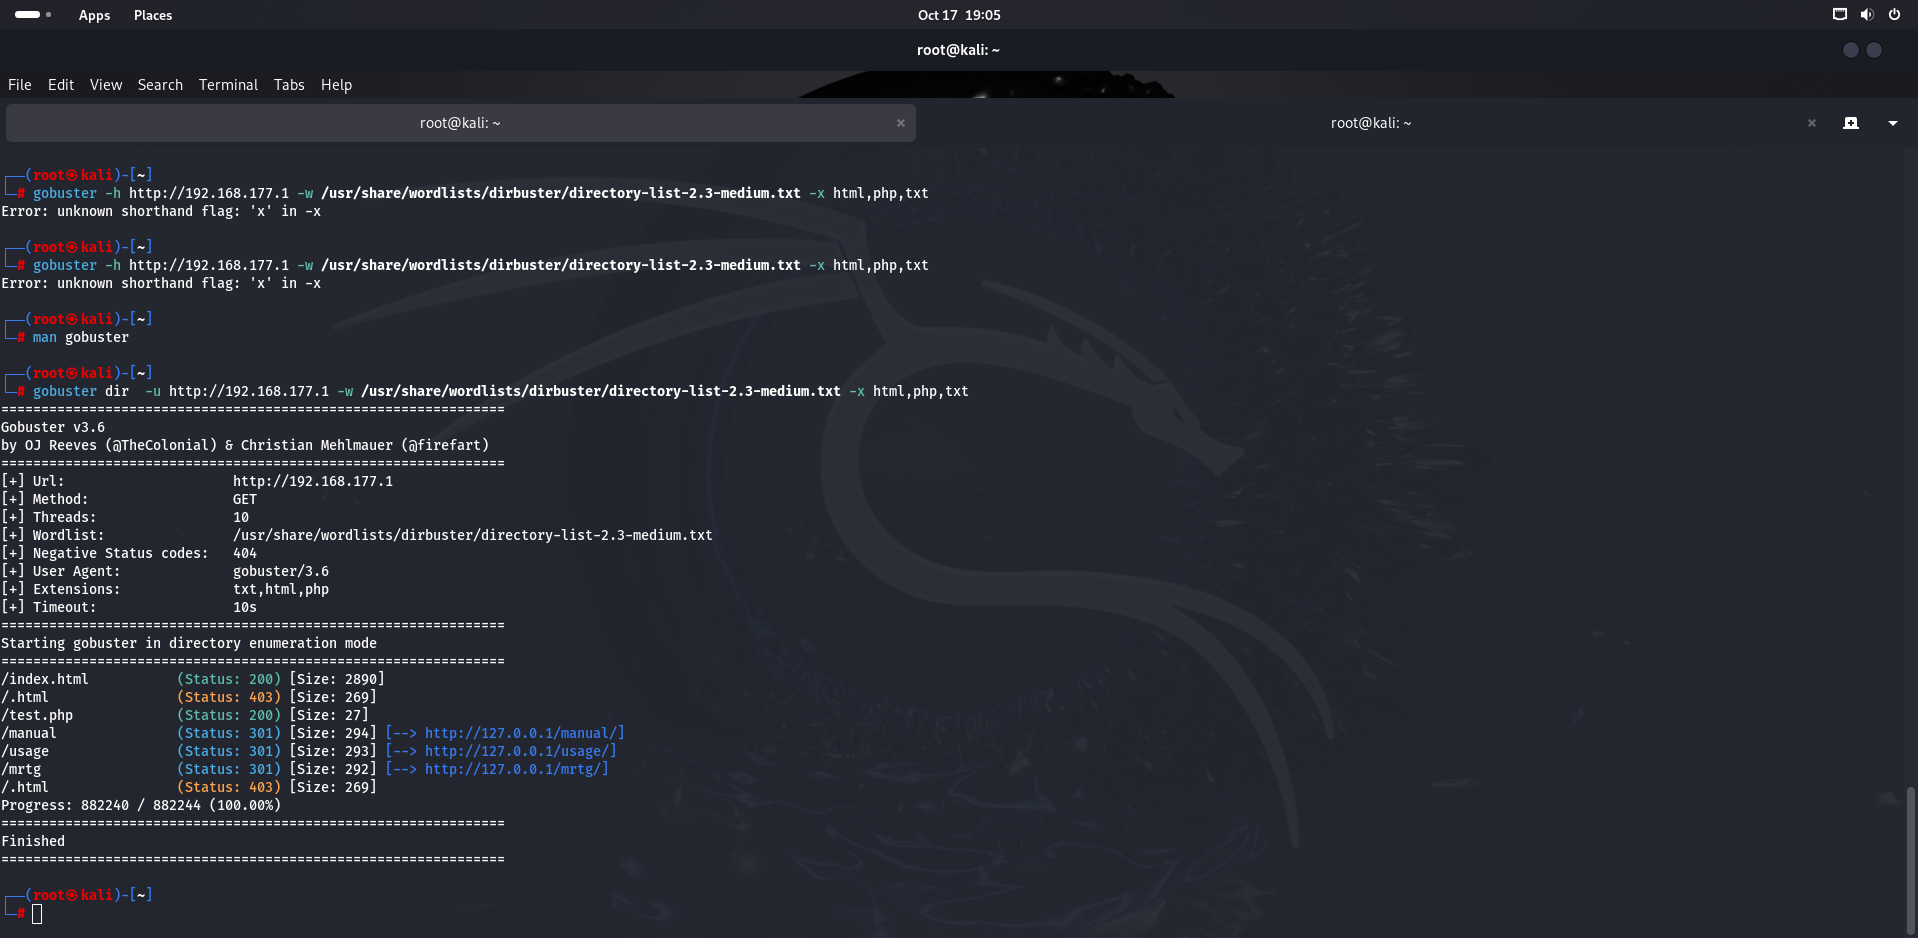 Apps Places Oct 17 19:05
root@kali: ~
File Edit View Search Terminal Tabs Help
root@kali: ~ × root@kali: ~ ×
┌──(root㉿kali)-[~]
└─# gobuster -h http://192.168.177.1 -w /usr/share/wordlists/dirbuster/directory-list-2.3-medium.txt -x html,php,txt
Error: unknown shorthand flag: 'x' in -x
┌──(root㉿kali)-[~]
└─# gobuster -h http://192.168.177.1 -w /usr/share/wordlists/dirbuster/directory-list-2.3-medium.txt -x html,php,txt
Error: unknown shorthand flag: 'x' in -x
┌──(root㉿kali)-[~]
└─# man gobuster
┌──(root㉿kali)-[~]
└─# gobuster dir  -u http://192.168.177.1 -w /usr/share/wordlists/dirbuster/directory-list-2.3-medium.txt -x html,php,txt
===============================================================
Gobuster v3.6
by OJ Reeves (@TheColonial) & Christian Mehlmauer (@firefart)
===============================================================
[+] Url:                     http://192.168.177.1
[+] Method:                  GET
[+] Threads:                 10
[+] Wordlist:                /usr/share/wordlists/dirbuster/directory-list-2.3-medium.txt
[+] Negative Status codes:   404
[+] User Agent:              gobuster/3.6
[+] Extensions:              txt,html,php
[+] Timeout:                 10s
===============================================================
Starting gobuster in directory enumeration mode
===============================================================
/index.html           (Status: 200) [Size: 2890]
/.html                (Status: 403) [Size: 269]
/test.php             (Status: 200) [Size: 27]
/manual               (Status: 301) [Size: 294] [--> http://127.0.0.1/manual/]
/usage                (Status: 301) [Size: 293] [--> http://127.0.0.1/usage/]
/mrtg                 (Status: 301) [Size: 292] [--> http://127.0.0.1/mrtg/]
/.html                (Status: 403) [Size: 269]
Progress: 882240 / 882244 (100.00%)
===============================================================
Finished
===============================================================
┌──(root㉿kali)-[~]
└─#